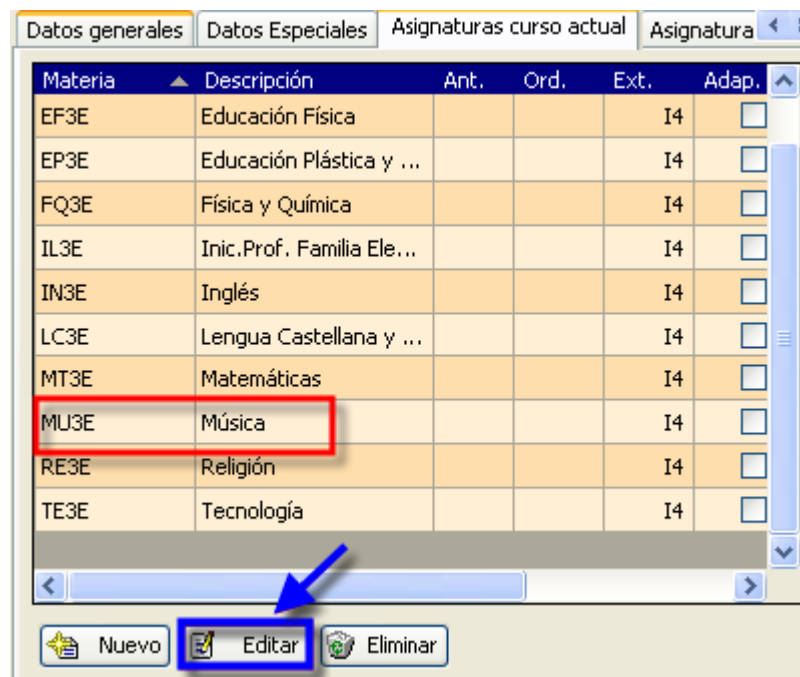 Datos generales Datos Especiales Asignaturas curso actual Asignatura
Materia Descripción Ant. Ord. Ext. Adap.
EF3E Educación Física I4
EP3E Educación Plástica y ... I4
FQ3E Física y Química I4
IL3E Inic.Prof. Familia Ele... I4
IN3E Inglés I4
LC3E Lengua Castellana y ... I4
MT3E Matemáticas I4
MU3E Música I4
RE3E Religión I4
TE3E Tecnología I4
Nuevo Editar Eliminar